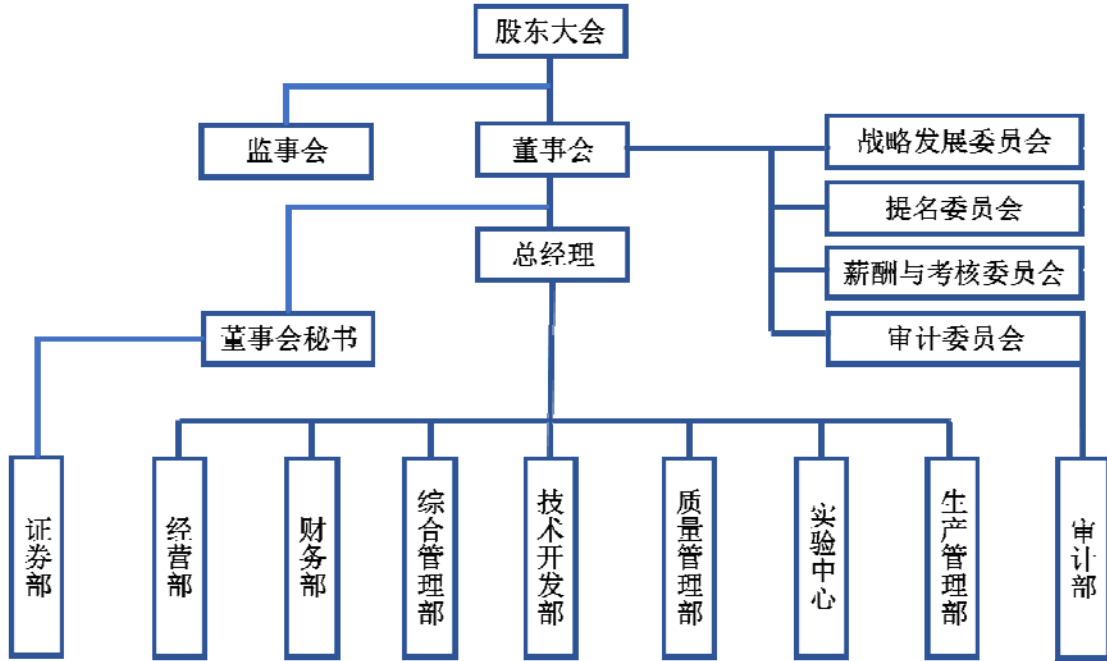 股东大会
监事会
董事会
战略发展委员会
提名委员会
总经理
薪酬与考核委员会
董事会秘书
审计委员会
证券部
经营部
财务部
综合管理部
技术开发部
质量管理部
实验中心
生产管理部
审计部